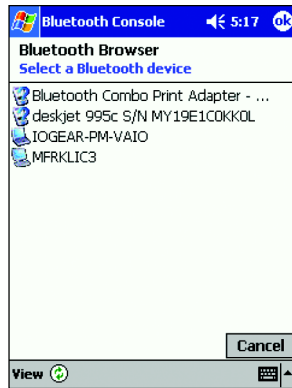 Bluetooth Console 5:17 ok
Bluetooth Browser
Select a Bluetooth device
Bluetooth Combo Print Adapter - ...
deskjet 995c S/N MY19E1C0KK0L
IOGEAR-PM-VAIO
MFRKLIC3
Cancel
View